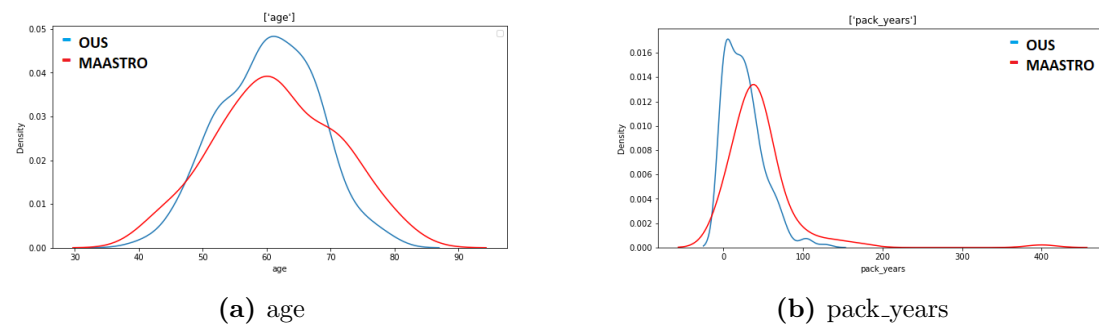 ['age']
OUS
MAASTRO
0.05
0.04
0.03
0.02
0.01
0.00
Density
30 40 50 60 70 80 90
age
(a) age
['pack_years']
OUS
MAASTRO
0.016
0.014
0.012
0.010
0.008
0.006
0.004
0.002
0.000
Density
0 100 200 300 400
pack_years
(b) pack_years